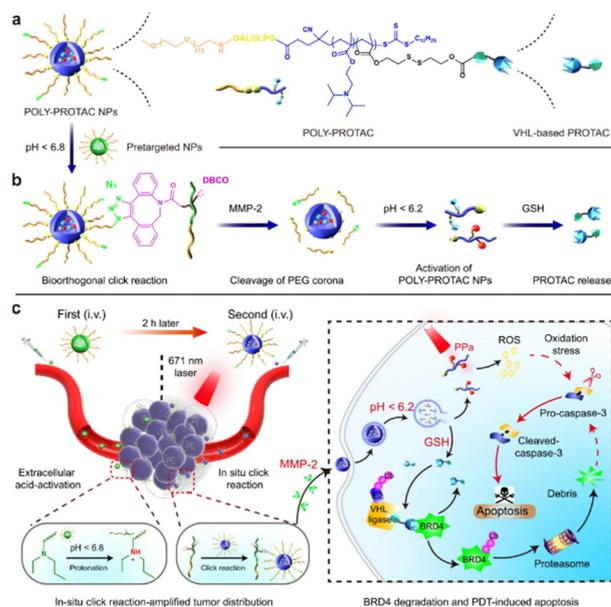 a
CN
GALGLPG
113
S
C12H25
O
N
H
POLY-PROTAC NPs
POLY-PROTAC
VHL-based PROTAC
pH < 6.8
Pretargeted NPs
b
N3
DBCO
MMP-2
pH < 6.2
GSH
Bioorthogonal click reaction
Cleavage of PEG corona
Activation of
POLY-PROTAC NPs
PROTAC release
c
First (i.v.)
2 h later
Second (i.v.)
671 nm
laser
Extracellular
acid-activation
In situ click
reaction
MMP-2
pH < 6.8
Protonation
Click reaction
In-situ click reaction-amplified tumor distribution
PPa
ROS
Oxidation
stress
pH < 6.2
GSH
Pro-caspase-3
Cleaved-
caspase-3
Apoptosis
Debris
VHL
ligase
BRD4
BRD4
Proteasome
BRD4 degradation and PDT-induced apoptosis